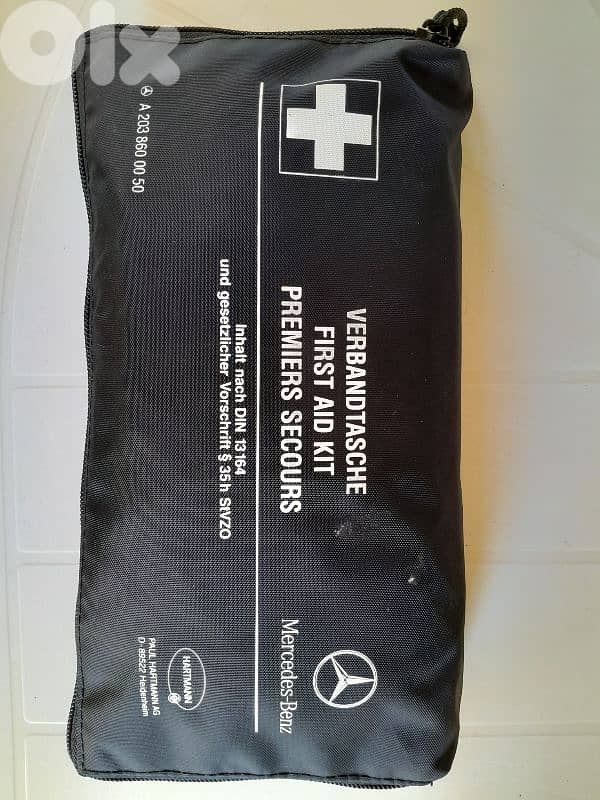 VERBANDTASCHE
FIRST AID KIT
PREMIERS SECOURS
Mercedes-Benz
Inhalt nach DIN 13164
und gesetzlicher Vorschrift § 35h StVZO
A 203 860 00 50
HARTMANN
PAUL HARTMANN AG
D-89522 Heidenheim
olx